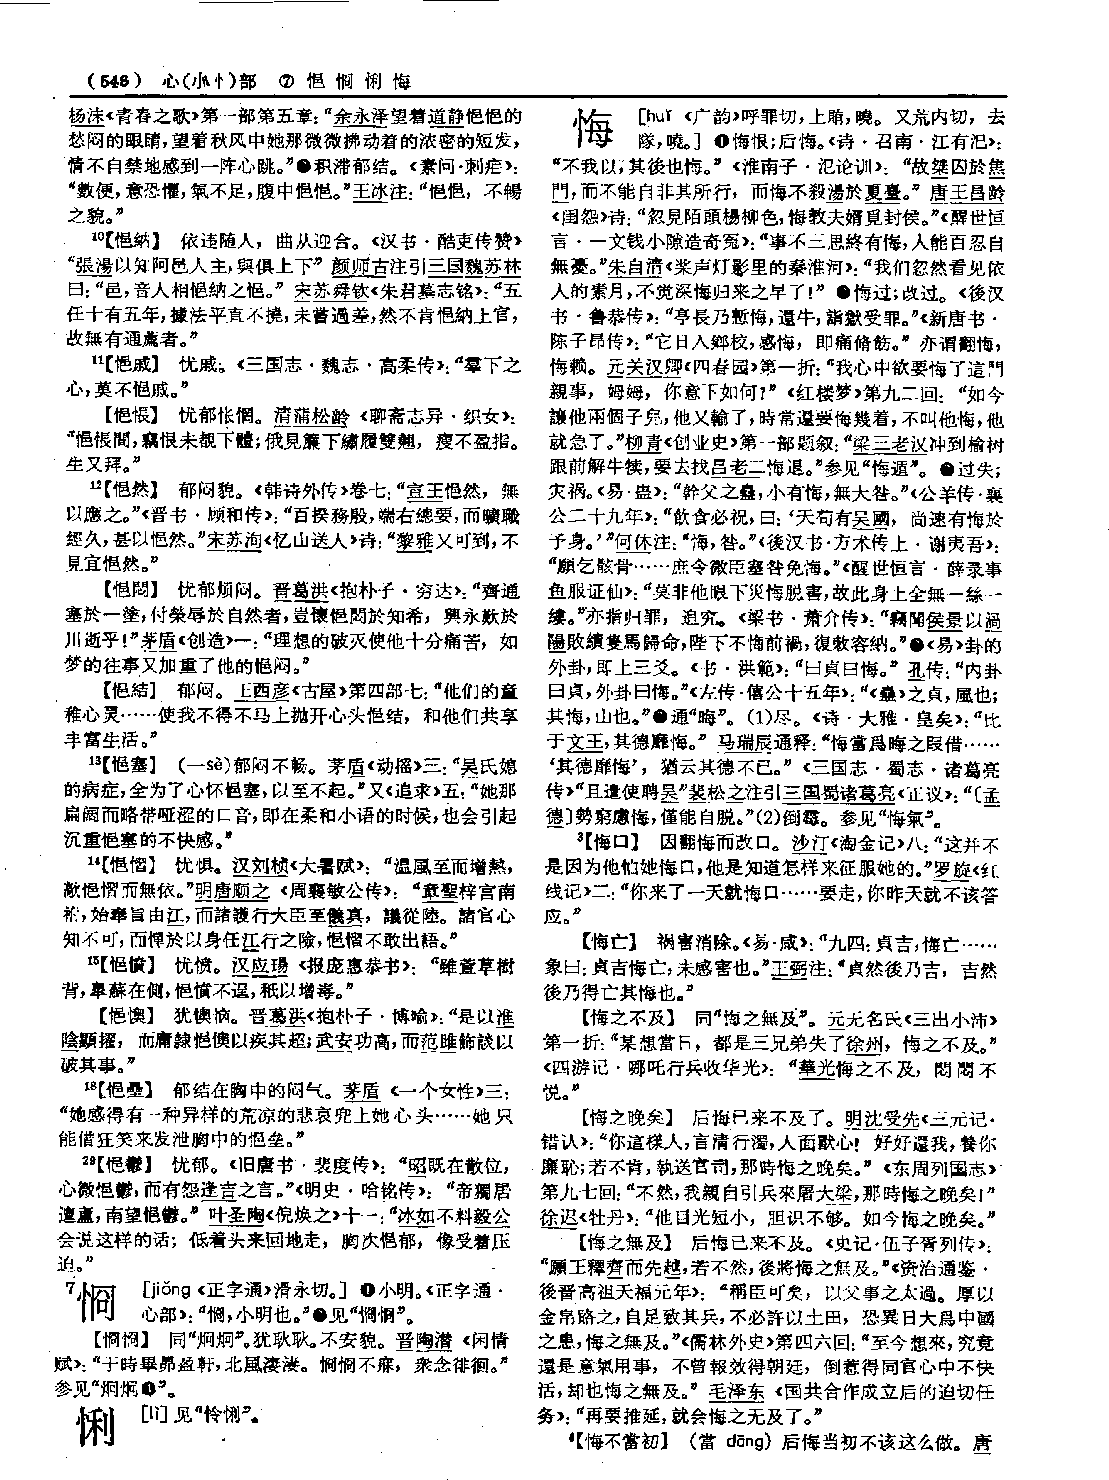 (548) 心(小忄)部 ⑦ 悒 悯 悧 悔
杨沫《青春之歌》第一部第五章：“余永泽望着道静悒悒的
愁闷的眼睛，望着秋风中她那微微拂动着的浓密的短发，
情不自禁地感到一阵心跳。”❷积滞郁结。《素问·刺疟》：
“數便，意恐懼，氣不足，腹中悒悒。”王冰注：“悒悒，不暢
之貌。”
10【悒納】 依违随人，曲从迎合。《汉书·酷吏传赞》
“張湯以知阿邑人主，與俱上下” 颜师古注引三国魏苏林
曰：“邑，音人相悒納之悒。” 宋苏舜钦《朱君墓志铭》：“五
任十有五年，據法平直不撓，未嘗過差，然不肯悒納上官，
故無有通薦者。”
11【悒戚】 忧戚。《三国志·魏志·高柔传》：“羣下之
心，莫不悒戚。”
【悒悵】 忧郁怅惘。清蒲松龄《聊斋志异·织女》：
“悒悵間，竊恨未覩下體；俄見簾下繡履雙翹，瘦不盈指。
生又拜。”
12【悒然】 郁闷貌。《韩诗外传》卷七：“宣王悒然，無
以應之。”《晋书·顾和传》：“百揆務殷，端右總要，而曠職
經久，甚以悒然。”宋苏洵《忆山送人》诗：“黎雅又可到，不
見宜悒然。”
【悒悶】 忧郁烦闷。晋葛洪《抱朴子·穷达》：“齊通
塞於一塗，付榮辱於自然者，豈懷悒悶於知希，興永歎於
川逝乎！”茅盾《创造》一：“理想的破灭使他十分痛苦，如
梦的往事又加重了他的悒闷。”
【悒結】 郁闷。王西彦《古屋》第四部七：“他们的童
稚心灵……使我不得不马上抛开心头悒结，和他们共享
丰富生活。”
13【悒塞】 (—sè)郁闷不畅。茅盾《动摇》三：“吴氏媳
的病症，全为了心怀悒塞，以至不起。”又《追求》五：“她那
扁阔而略带哑涩的口音，即在柔和小语的时候，也会引起
沉重悒塞的不快感。”
14【悒慴】 忧惧。汉刘桢《大暑赋》：“温風至而增熱，
歊悒慴而無依。”明唐顺之《周襄敏公传》：“章聖梓宫南
祔，始奉旨由江，而諸護行大臣至儀真，議從陸。諸官心
知不可，而憚於以身任江行之險，悒慴不敢出語。”
15【悒憤】 忧愤。汉应瑒《报庞惠恭书》：“雖萱草樹
背，臯蘇在側，悒憤不逞，秖以增毒。”
【悒懊】 犹懊恼。晋葛洪《抱朴子·博喻》：“是以淮
陰顯擢，而庸隸悒懊以疾其超；武安功高，而范雎飾談以
破其事。”
18【悒壘】 郁结在胸中的闷气。茅盾《一个女性》三：
“她感得有一种异样的荒凉的悲哀兜上她心头……她只
能借狂笑来发泄胸中的悒垒。”
29【悒鬱】 忧郁。《旧唐书·裴度传》：“昭既在散位，
心微悒鬱，而有怨逢吉之言。”《明史·哈铭传》：“帝獨居
氊廬，南望悒鬱。” 叶圣陶《倪焕之》十一：“冰如不料毅公
会说这样的话；低着头来回地走，胸次悒郁，像受着压
迫。”
7 悯 [jiǒng《正字通》滑永切。] ❶小明。《正字通·
心部》：“悯，小明也。”❷见“悯悯”。
【悯悯】 同“炯炯”。犹耿耿。不安貌。晋陶潜《闲情
赋》：“于時畢昴盈軒，北風凄凄。悯悯不寐，衆念徘徊。”
参见“炯炯❶”。
悧 [lì] 见“怜悧”。
悔 [huǐ 《广韵》呼罪切，上賄，曉。又荒内切，去
隊，曉。] ❶悔恨；后悔。《诗·召南·江有汜》：
“不我以，其後也悔。”《淮南子·氾论训》：“故桀囚於焦
門，而不能自非其所行，而悔不殺湯於夏臺。” 唐王昌龄
《闺怨》诗：“忽見陌頭楊柳色，悔教夫婿覓封侯。”《醒世恒
言·一文钱小隙造奇冤》：“事不三思終有悔，人能百忍自
無憂。”朱自清《桨声灯影里的秦淮河》：“我们忽然看见依
人的素月，不觉深悔归来之早了！” ❷悔过；改过。《後汉
书·鲁恭传》：“亭長乃慙悔，還牛，詣獄受罪。”《新唐书·
陈子昂传》：“它日入鄉校，感悔，即痛脩飭。” 亦谓翻悔，
悔赖。元关汉卿《四春园》第一折：“我心中欲要悔了這門
親事，姆姆，你意下如何？”《红楼梦》第九二回：“如今
讓他兩個子兒，他又輸了，時常還要悔幾着，不叫他悔，他
就急了。”柳青《创业史》第一部题叙：“梁三老汉冲到榆树
跟前解牛犊，要去找吕老二悔退。”参见“悔遁”。 ❸过失；
灾祸。《易·蛊》：“幹父之蠱，小有悔，無大咎。”《公羊传·襄
公二十九年》：“飲食必祝，曰：‘天苟有吴國，尚速有悔於
予身。’”何休注：“悔，咎。”《後汉书·方术传上·谢夷吾》：
“願乞骸骨……庶令微臣塞咎免悔。”《醒世恒言·薛录事
鱼服证仙》：“莫非他眼下災悔脱害，故此身上全無一絲一
縷。”亦指归罪，追究。《梁书·萧介传》：“竊聞侯景以渦
陽敗績隻馬歸命，陛下不悔前禍，復敕容納。”❹《易》卦的
外卦，即上三爻。《书·洪範》：“曰貞曰悔。” 孔传：“内卦
曰貞，外卦曰悔。”《左传·僖公十五年》：“《蠱》之貞，風也；
其悔，山也。”❺通“晦”。(1)尽。《诗·大雅·皇矣》：“比
于文王，其德靡悔。” 马瑞辰通释：“悔當爲晦之叚借……
‘其德靡悔’，猶云其德不已。”《三国志·蜀志·诸葛亮
传》“且遣使聘吴”裴松之注引三国蜀诸葛亮《正议》：“〔孟
德〕勢窮慮悔，僅能自脱。”(2)倒霉。参见“悔氣”。
3【悔口】 因翻悔而改口。沙汀《淘金记》八：“这并不
是因为他怕她悔口，他是知道怎样来征服她的。”罗旋《红
线记》二：“你来了一天就悔口……要走，你昨天就不该答
应。”
【悔亡】 祸害消除。《易·咸》：“九四：貞吉，悔亡……
象曰：貞吉悔亡，未感害也。”王弼注：“貞然後乃吉，吉然
後乃得亡其悔也。”
【悔之不及】 同“悔之無及”。元无名氏《三出小沛》
第一折：“某想當日，都是三兄弟失了徐州，悔之不及。”
《四游记·哪吒行兵收华光》：“華光悔之不及，悶悶不
悦。”
【悔之晚矣】 后悔已来不及了。明沈受先《三元记·
错认》：“你這樣人，言清行濁，人面獸心！好好還我，養你
廉恥；若不肯，執送官司，那時悔之晚矣。”《东周列国志》
第九七回：“不然，我親自引兵來屠大梁，那時悔之晚矣！”
徐迟《牡丹》：“他目光短小，胆识不够。如今悔之晚矣。”
【悔之無及】 后悔已来不及。《史记·伍子胥列传》：
“願王釋齊而先越，若不然，後將悔之無及。”《资治通鉴·
後晋高祖天福元年》：“稱臣可矣，以父事之太過。厚以
金帛賂之，自足致其兵，不必許以土田，恐異日大爲中國
之患，悔之無及。”《儒林外史》第四六回：“至今想來，究竟
還是意氣用事，不曾報效得朝廷，倒惹得同官心中不快
活，却也悔之無及。” 毛泽东《国共合作成立后的迫切任
务》：“再要推延，就会悔之无及了。”
4【悔不當初】 (當 dāng) 后悔当初不该这么做。唐